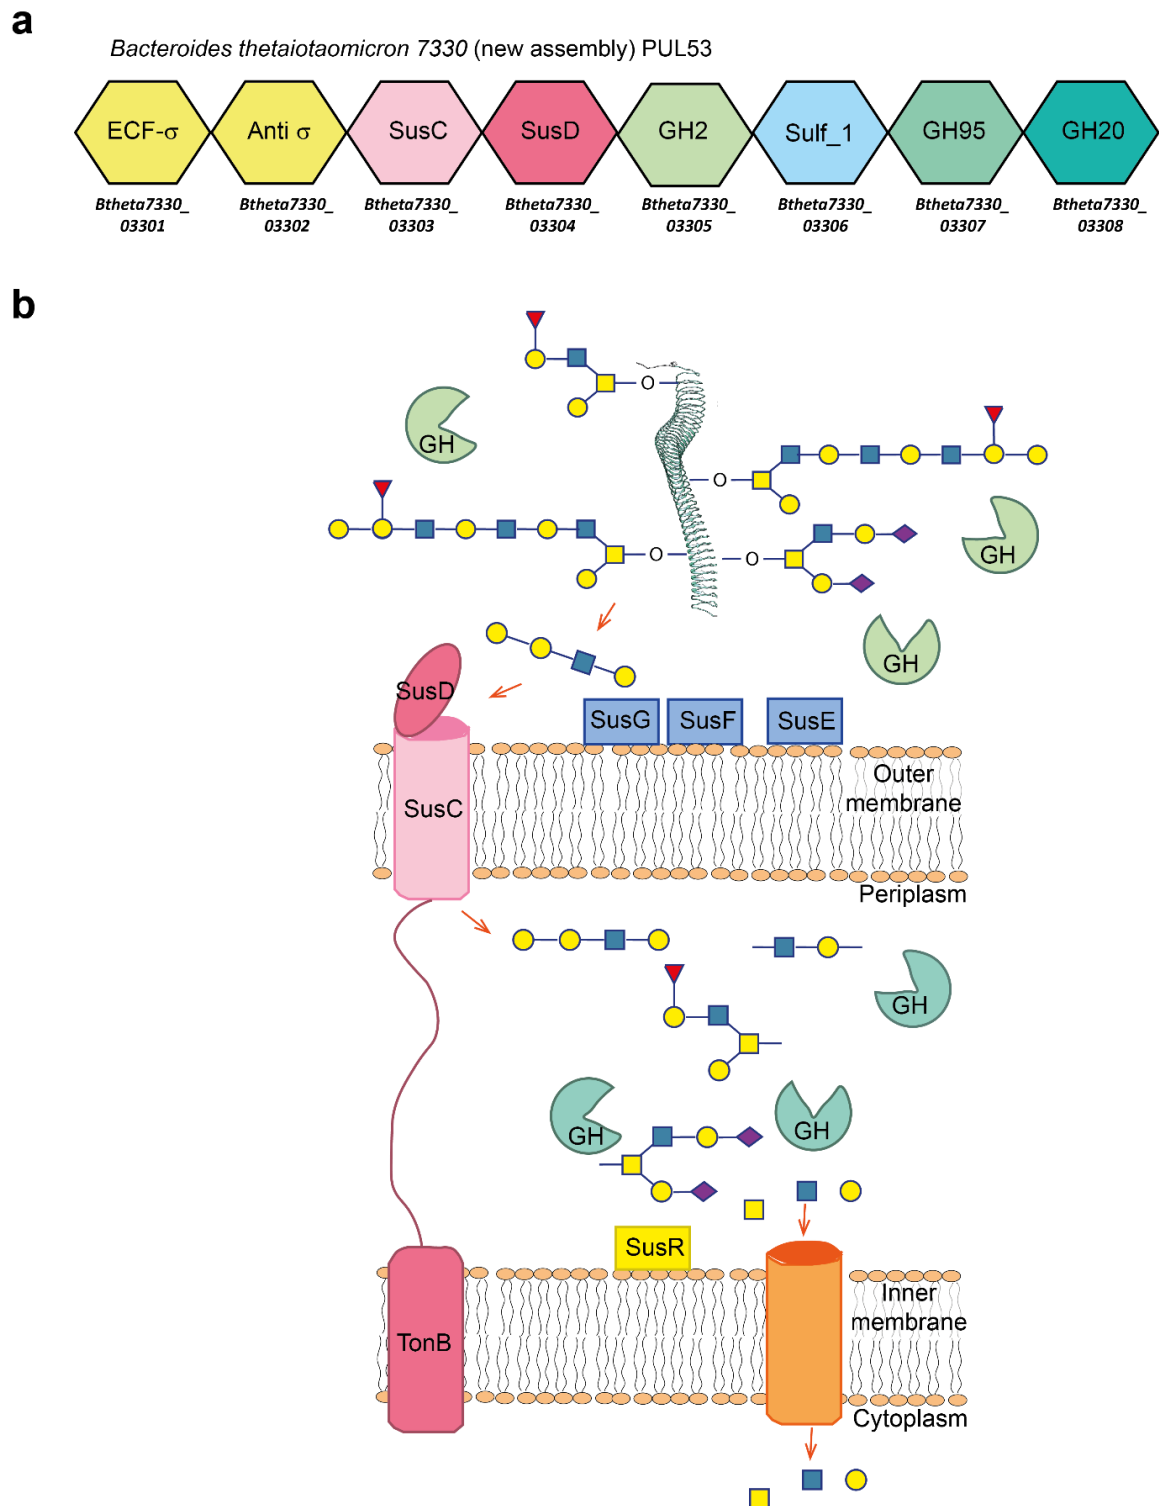 a
Bacteroides thetaiotaomicron 7330 (new assembly) PUL53
ECF-σ Anti σ SusC SusD GH2 Sulf_1 GH95 GH20
Btheta7330_ Btheta7330_ Btheta7330_ Btheta7330_ Btheta7330_ Btheta7330_ Btheta7330_ Btheta7330_
03301 03302 03303 03304 03305 03306 03307 03308
b
O
GH
O
O
O
GH
GH
SusD
SusG SusF SusE
Outer
membrane
SusC
Periplasm
GH
GH
GH
SusR
Inner
membrane
TonB
Cytoplasm